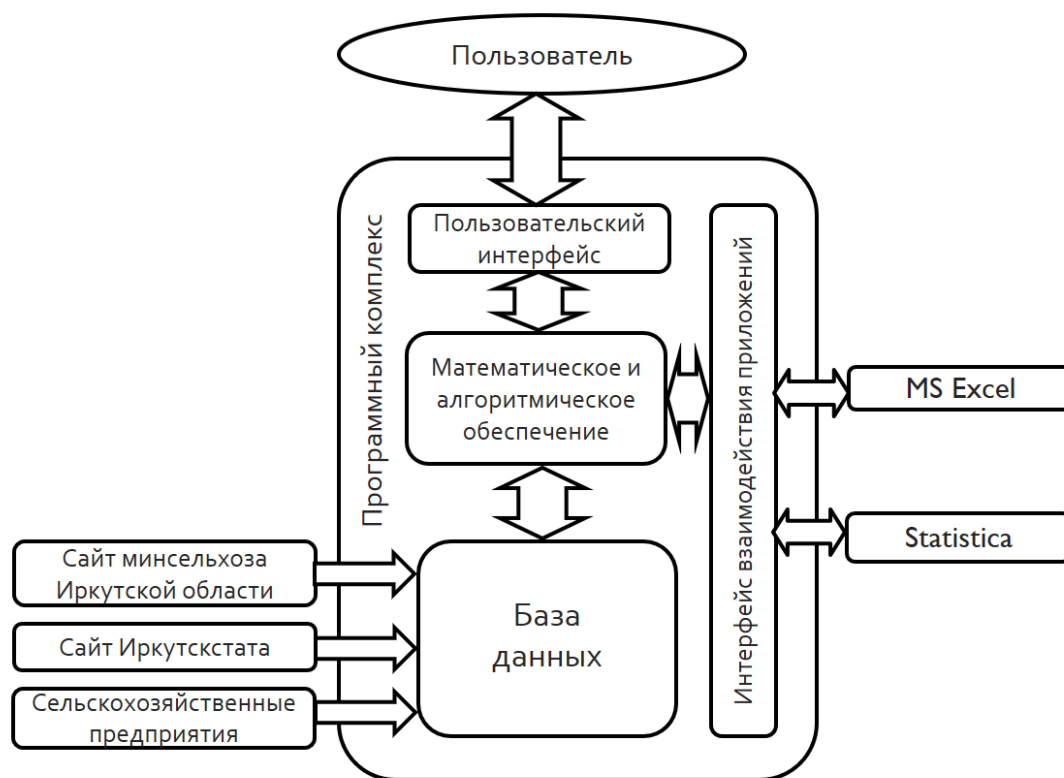 Пользователь
Программный комплекс
Пользовательский
интерфейс
Математическое и
алгоритмическое
обеспечение
Интерфейс взаимодействия приложений
MS Excel
Statistica
Сайт минсельхоза
Иркутской области
Сайт Иркутскстата
Сельскохозяйственные
предприятия
База
данных